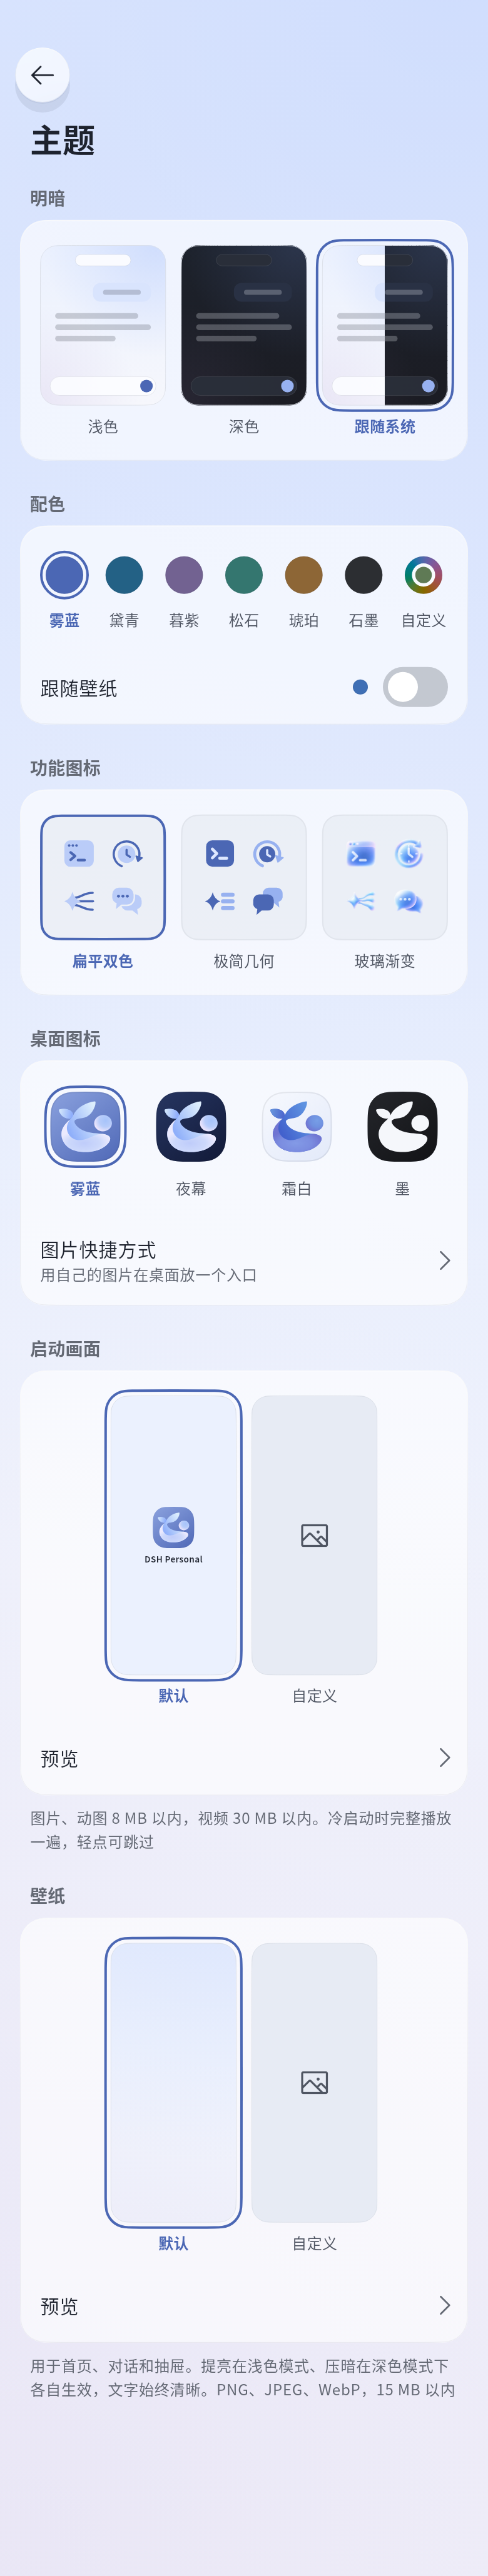 主题
明暗
浅色
深色
跟随系统
配色
雾蓝
黛青
暮紫
松石
琥珀
石墨
自定义
跟随壁纸
功能图标
扁平双色
极简几何
玻璃渐变
桌面图标
雾蓝
夜幕
霜白
墨
图片快捷方式
用自己的图片在桌面放一个入口
启动画面
DSH Personal
默认
自定义
预览
图片、动图 8 MB 以内，视频 30 MB 以内。冷启动时完整播放
一遍，轻点可跳过
壁纸
默认
自定义
预览
用于首页、对话和抽屉。提亮在浅色模式、压暗在深色模式下
各自生效，文字始终清晰。PNG、JPEG、WebP，15 MB 以内